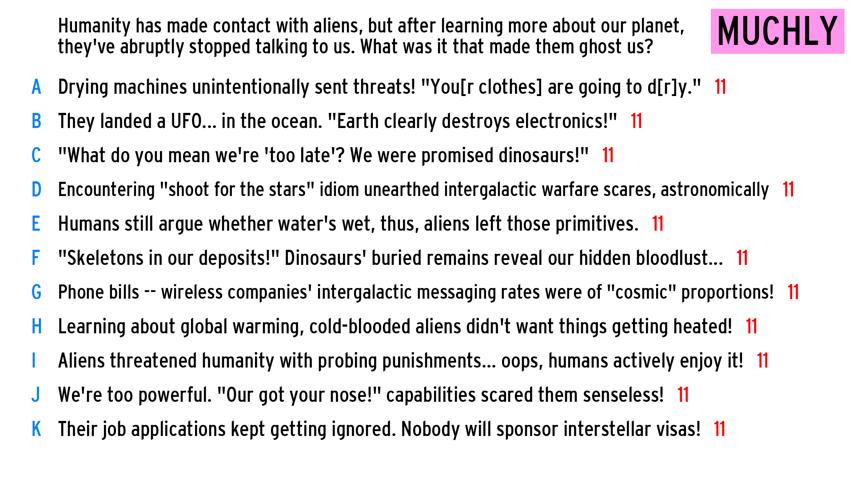 Humanity has made contact with aliens, but after learning more about our planet,
they've abruptly stopped talking to us. What was it that made them ghost us?
MUCHLY
A Drying machines unintentionally sent threats! "You[r clothes] are going to d[r]y." 11
B They landed a UFO... in the ocean. "Earth clearly destroys electronics!" 11
C "What do you mean we're 'too late'? We were promised dinosaurs!" 11
D Encountering "shoot for the stars" idiom unearthed intergalactic warfare scares, astronomically 11
E Humans still argue whether water's wet, thus, aliens left those primitives. 11
F "Skeletons in our deposits!" Dinosaurs' buried remains reveal our hidden bloodlust... 11
G Phone bills -- wireless companies' intergalactic messaging rates were of "cosmic" proportions! 11
H Learning about global warming, cold-blooded aliens didn't want things getting heated! 11
I Aliens threatened humanity with probing punishments... oops, humans actively enjoy it! 11
J We're too powerful. "Our got your nose!" capabilities scared them senseless! 11
K Their job applications kept getting ignored. Nobody will sponsor interstellar visas! 11